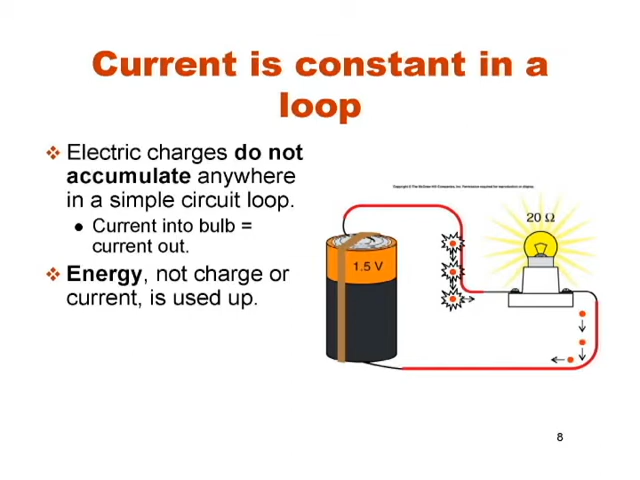 Current is constant in a
loop
❖ Electric charges do not
accumulate anywhere
in a simple circuit loop.
● Current into bulb =
current out.
❖ Energy, not charge or
current, is used up.
Copyright © The McGraw-Hill Companies, Inc. Permission required for reproduction or display.
20 Ω
1.5 V
8